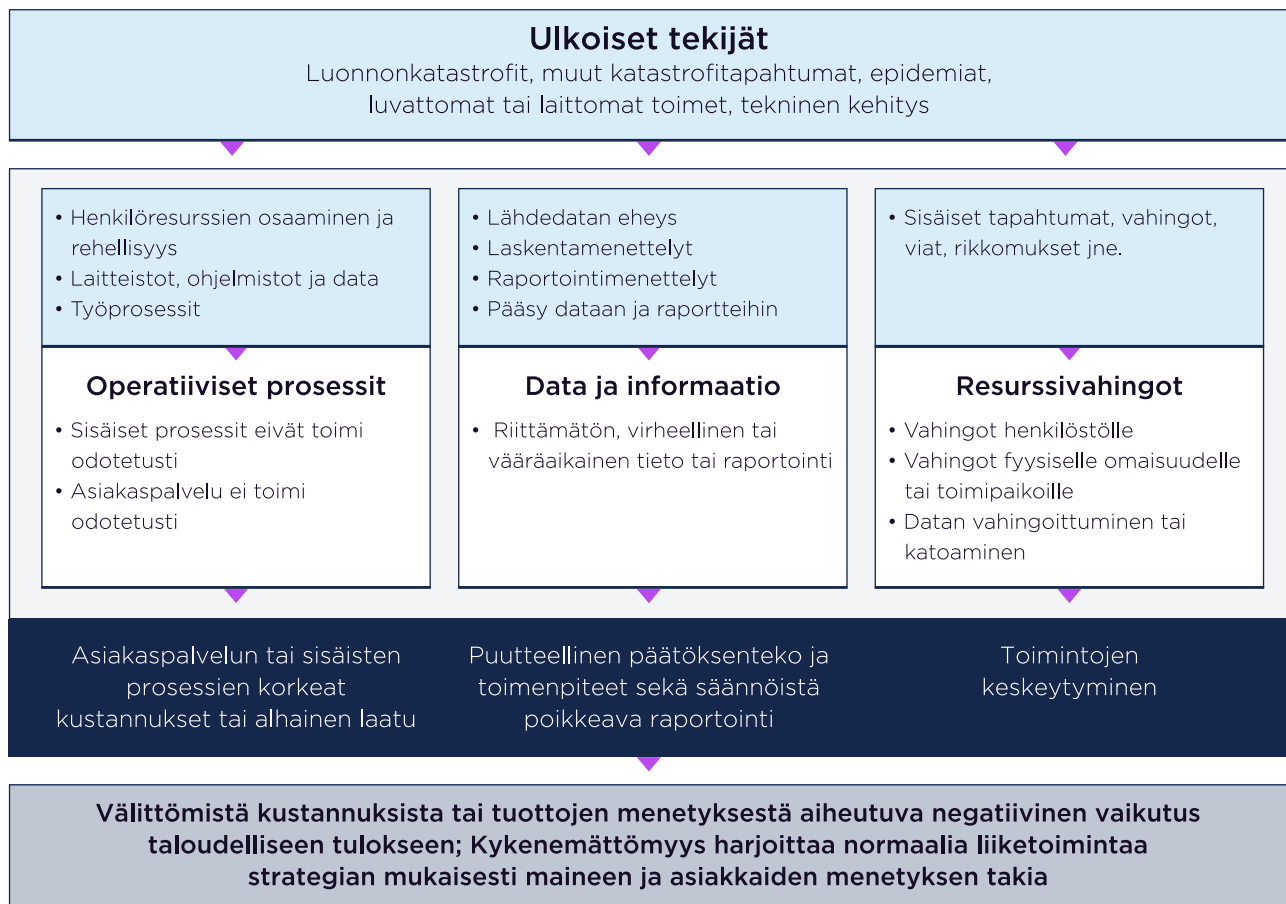 Ulkoiset tekijät
Luonnonkatastrofit, muut katastrofitapahtumat, epidemiat,
luvattomat tai laittomat toimet, tekninen kehitys
• Henkilöresurssien osaaminen ja
rehellisyys
• Laitteistot, ohjelmistot ja data
• Työprosessit
Operatiiviset prosessit
• Sisäiset prosessit eivät toimi
odotetusti
• Asiakaspalvelu ei toimi
odotetusti
• Lähdedatan eheys
• Laskentamenettelyt
• Raportointimenettelyt
• Pääsy dataan ja raportteihin
Data ja informaatio
• Riittämätön, virheellinen tai
vääräaikainen tieto tai raportointi
• Sisäiset tapahtumat, vahingot,
viat, rikkomukset jne.
Resurssivahingot
• Vahingot henkilöstölle
• Vahingot fyysiselle omaisuudelle
tai toimipaikoille
• Datan vahingoittuminen tai
katoaminen
Asiakaspalvelun tai sisäisten
prosessien korkeat
kustannukset tai alhainen laatu
Puutteellinen päätöksenteko ja
toimenpiteet sekä säännöistä
poikkeava raportointi
Toimintojen
keskeytyminen
Välittömistä kustannuksista tai tuottojen menetyksestä aiheutuva negatiivinen vaikutus
taloudelliseen tulokseen; Kykenemättömyys harjoittaa normaalia liiketoimintaa
strategian mukaisesti maineen ja asiakkaiden menetyksen takia